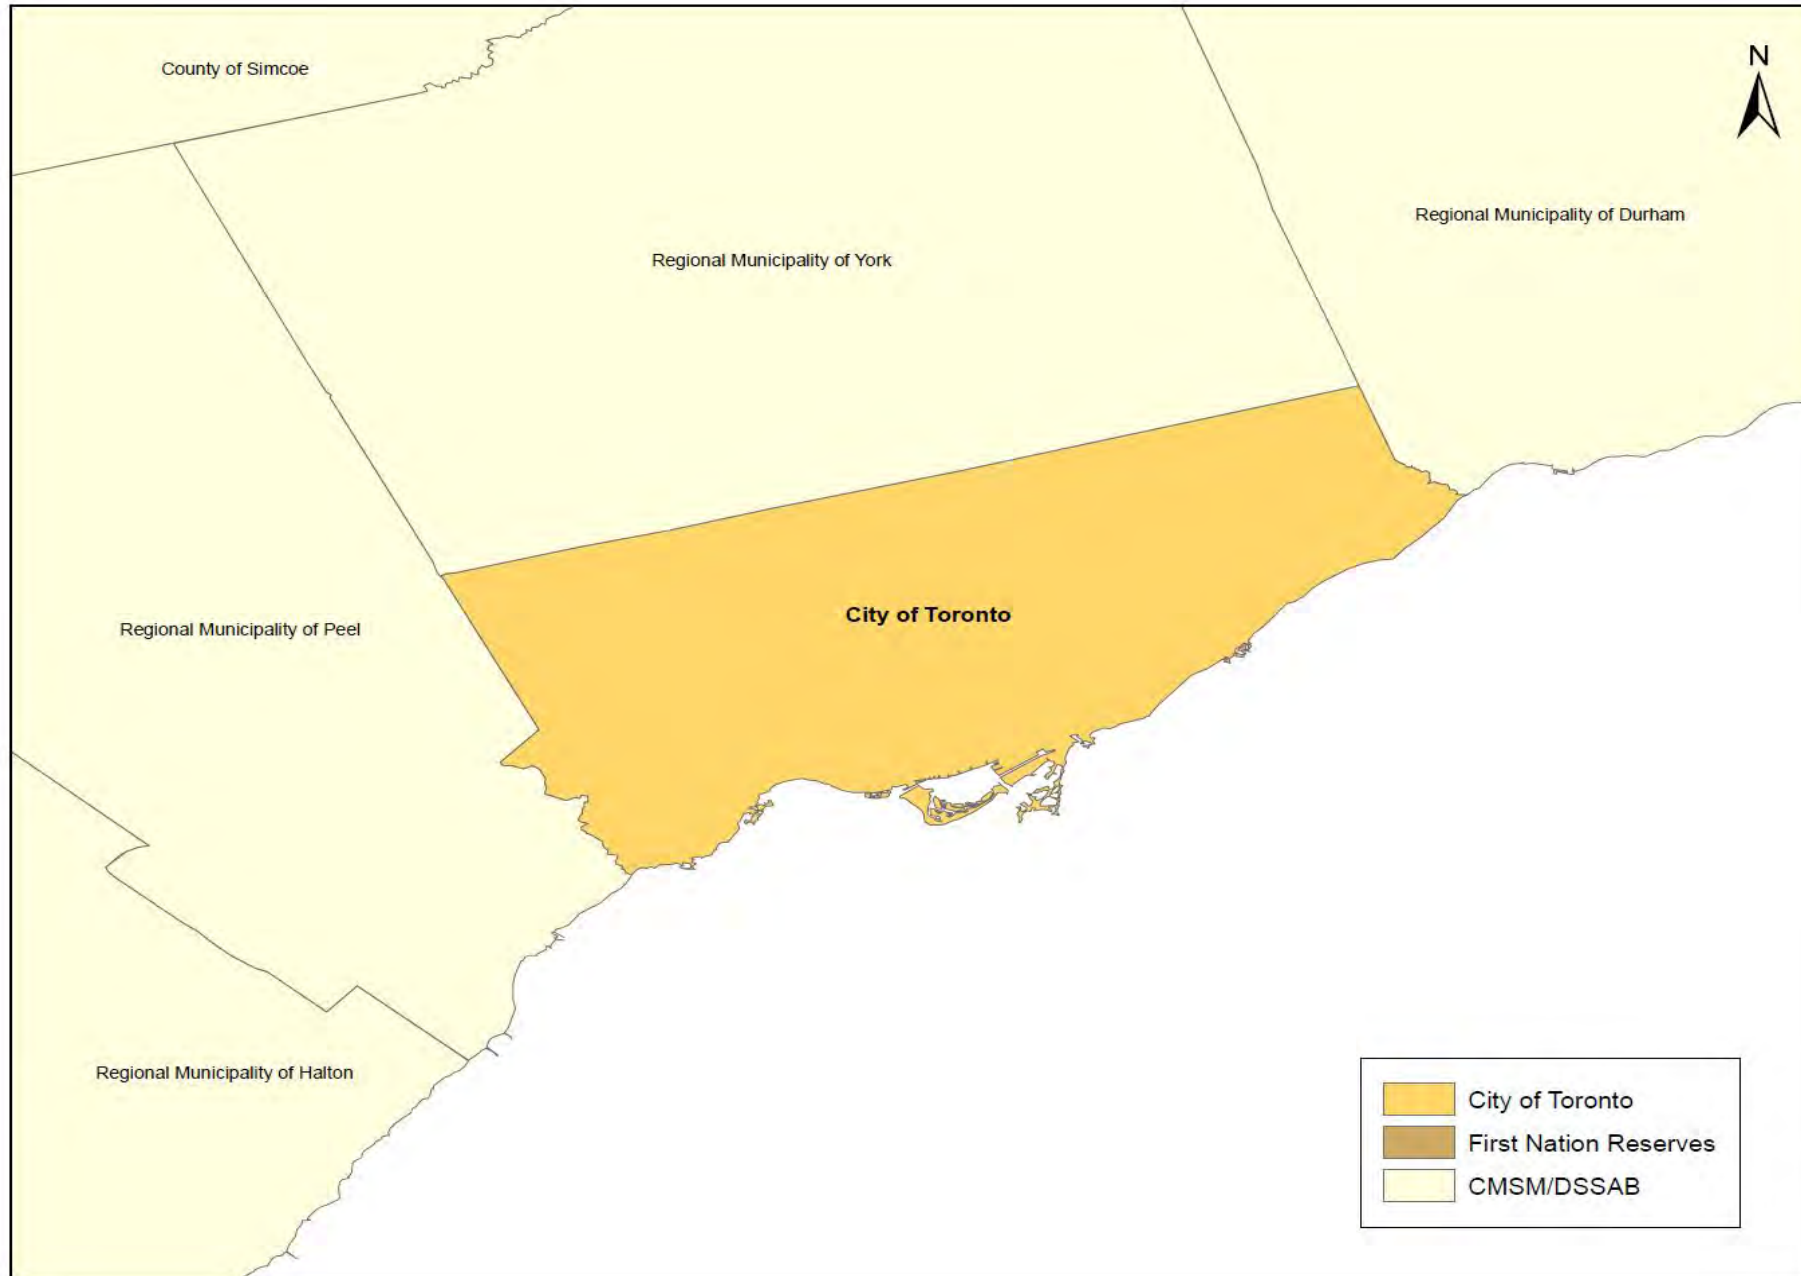 N
County of Simcoe
Regional Municipality of Durham
Regional Municipality of York
City of Toronto
Regional Municipality of Peel
Regional Municipality of Halton
City of Toronto
First Nation Reserves
CMSM/DSSAB